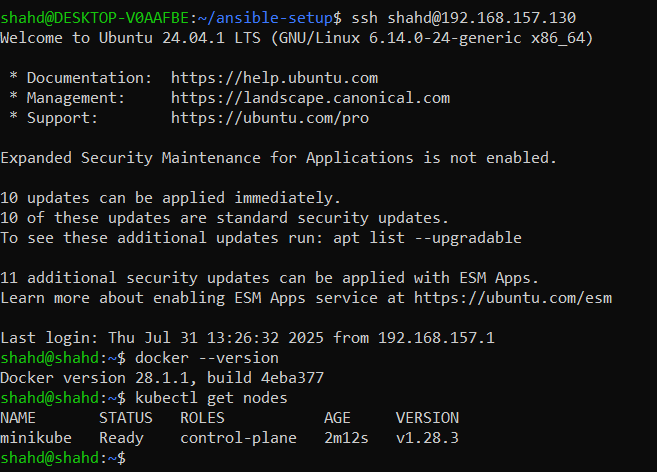 shahd@DESKTOP-V0AAFBE:~/ansible-setup$ ssh shahd@192.168.157.130
Welcome to Ubuntu 24.04.1 LTS (GNU/Linux 6.14.0-24-generic x86_64)
* Documentation:  https://help.ubuntu.com
* Management:     https://landscape.canonical.com
* Support:        https://ubuntu.com/pro
Expanded Security Maintenance for Applications is not enabled.
10 updates can be applied immediately.
10 of these updates are standard security updates.
To see these additional updates run: apt list --upgradable
11 additional security updates can be applied with ESM Apps.
Learn more about enabling ESM Apps service at https://ubuntu.com/esm
Last login: Thu Jul 31 13:26:32 2025 from 192.168.157.1
shahd@shahd:~$ docker --version
Docker version 28.1.1, build 4eba377
shahd@shahd:~$ kubectl get nodes
NAME       STATUS   ROLES           AGE     VERSION
minikube   Ready    control-plane   2m12s   v1.28.3
shahd@shahd:~$